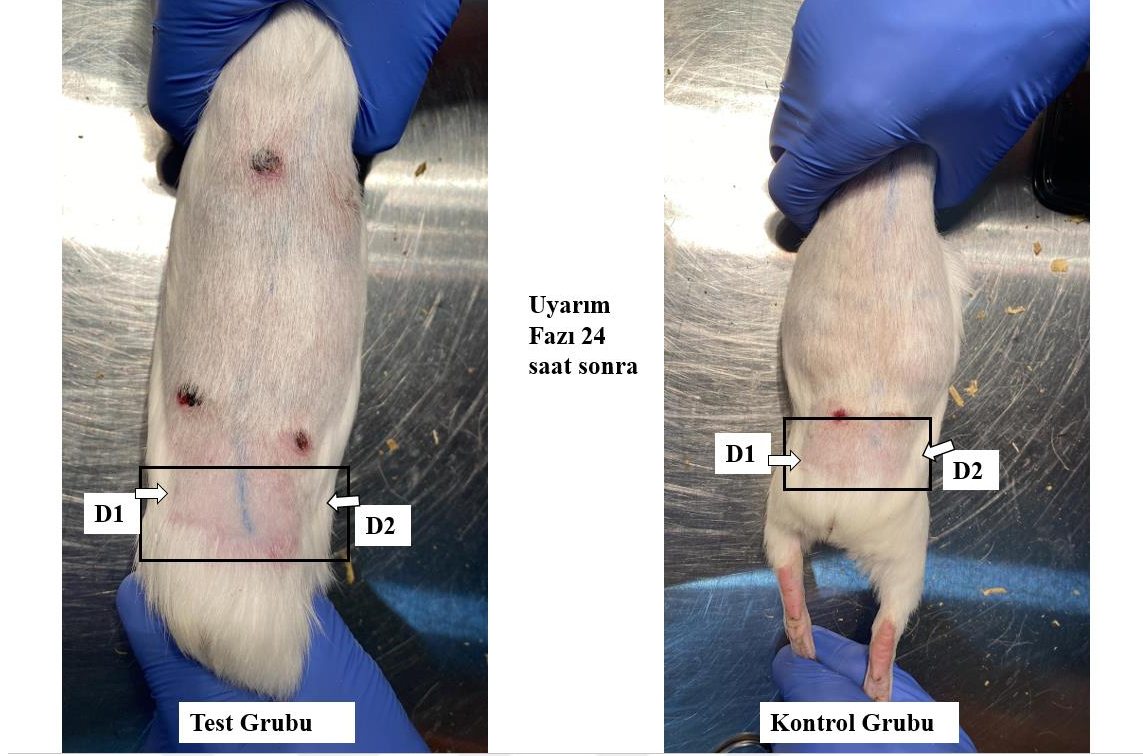 Uyarım
Fazı 24
saat sonra
D1
D2
D1
D2
Test Grubu
Kontrol Grubu